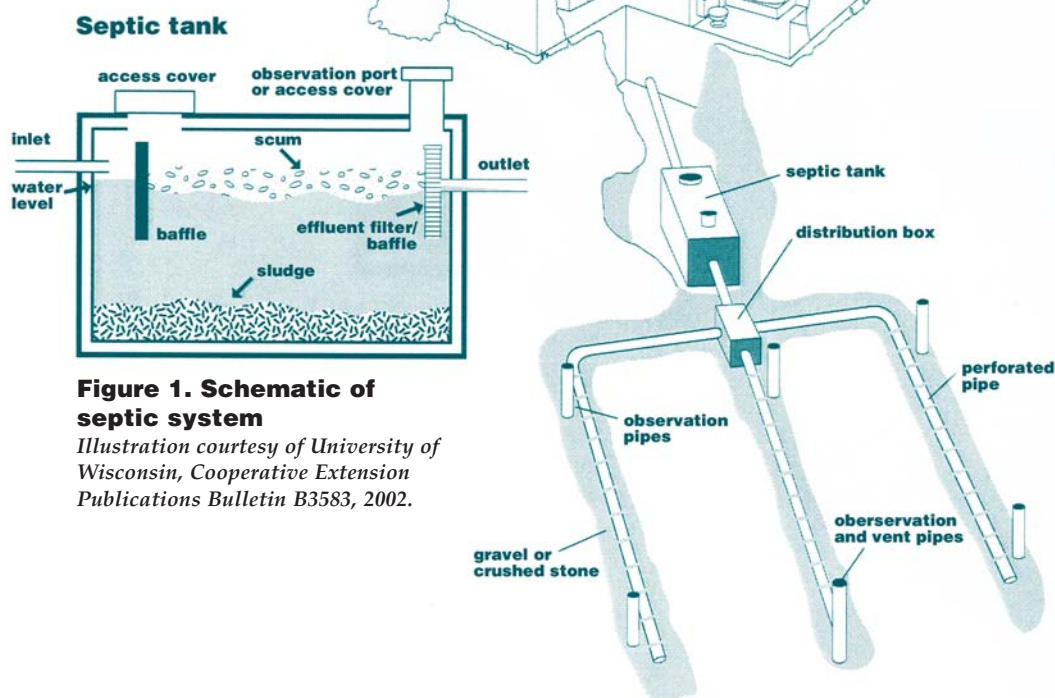 Septic tank
access cover
observation port
or access cover
inlet
scum
outlet
water
level
baffle
effluent filter/
baffle
sludge
Figure 1. Schematic of
septic system
Illustration courtesy of University of
Wisconsin, Cooperative Extension
Publications Bulletin B3583, 2002.
septic tank
distribution box
perforated
pipe
observation
pipes
oberservation
and vent pipes
gravel or
crushed stone